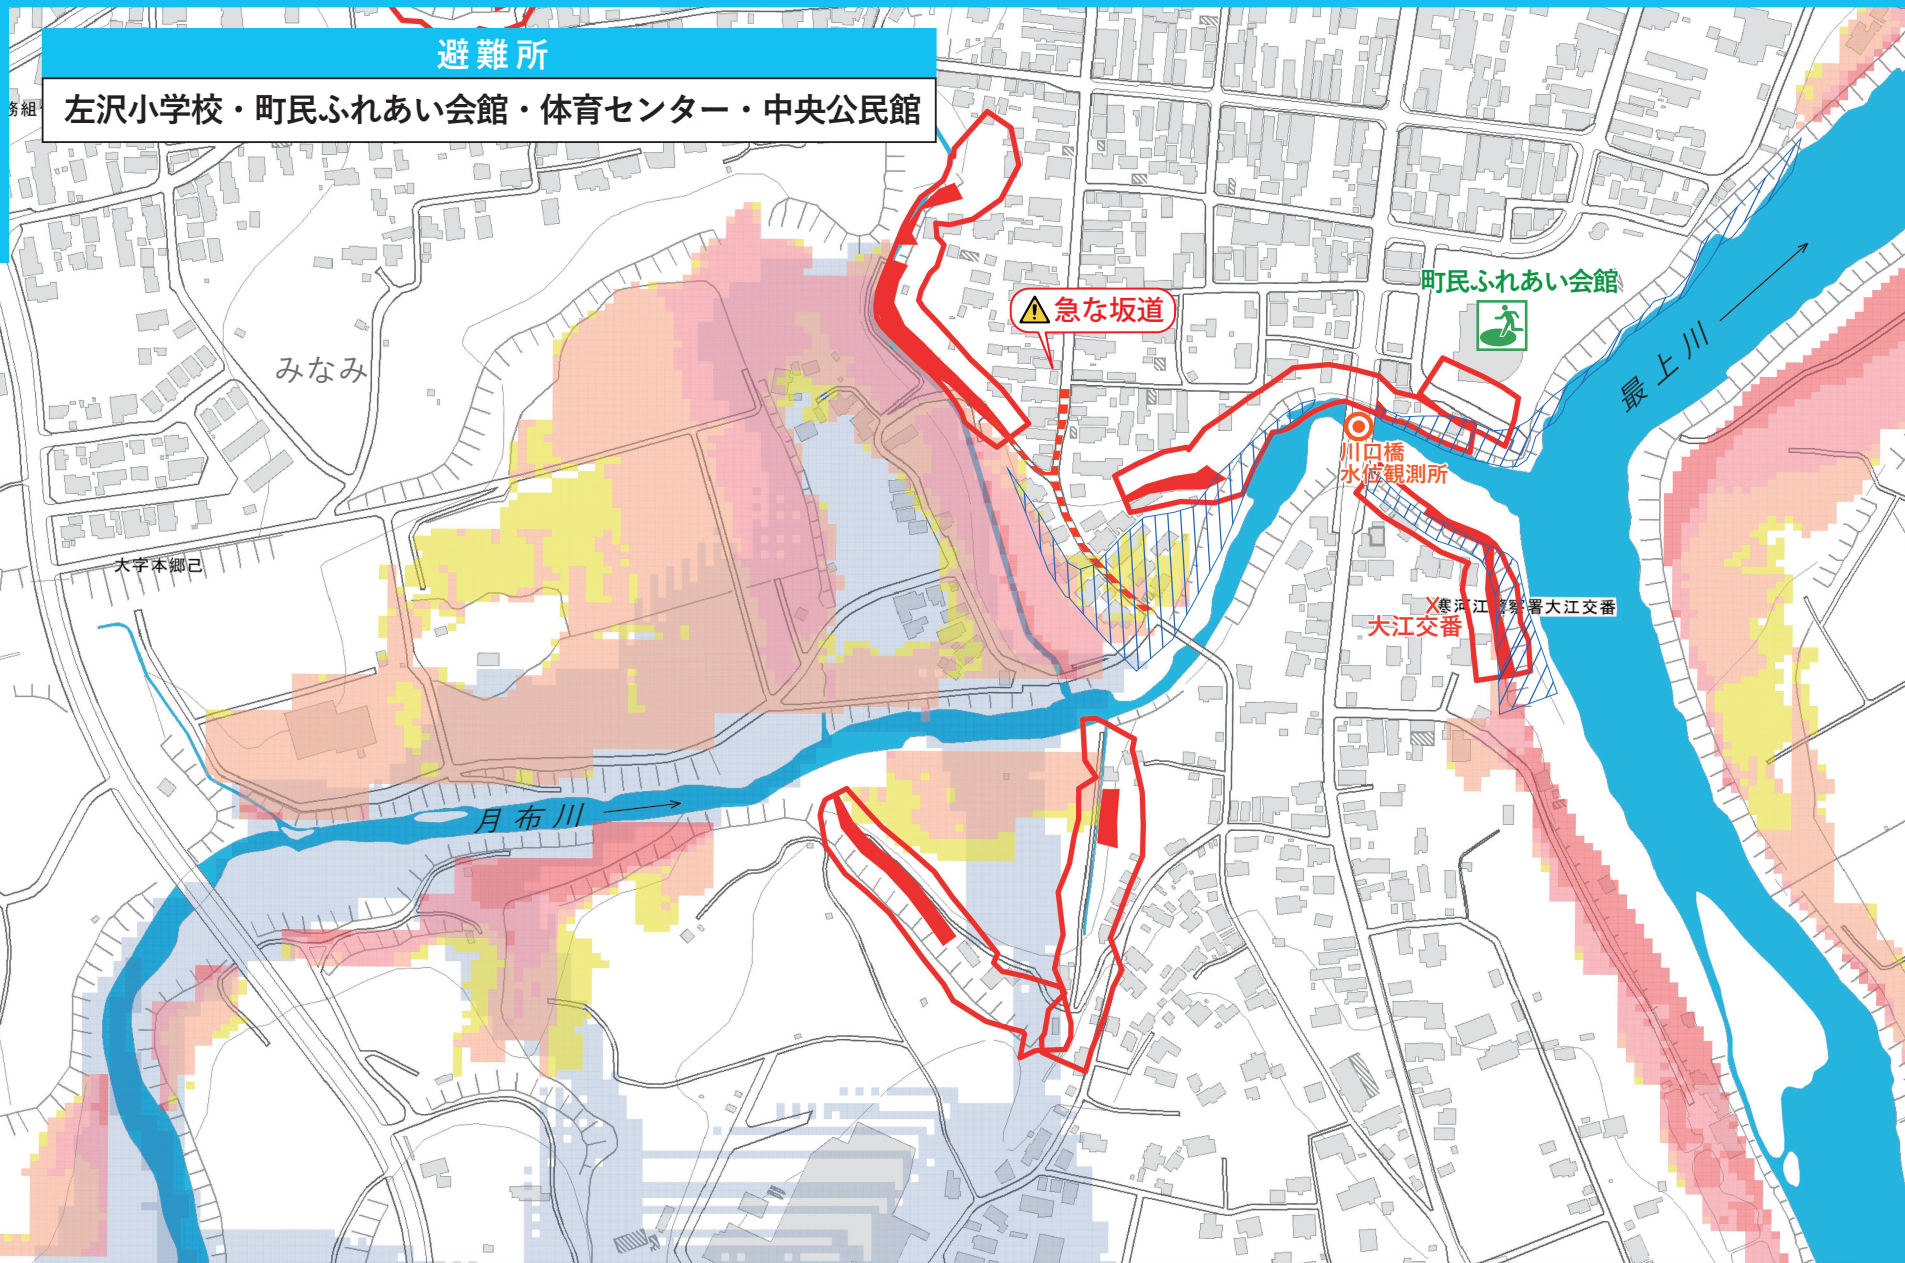 避難所
務組
左沢小学校・町民ふれあい会館・体育センター・中央公民館
町民ふれあい会館
急な坂道
みなみ
最上川
川口橋
水位観測所
大字本郷己
寒河江警察署大江交番
大江交番
月布川